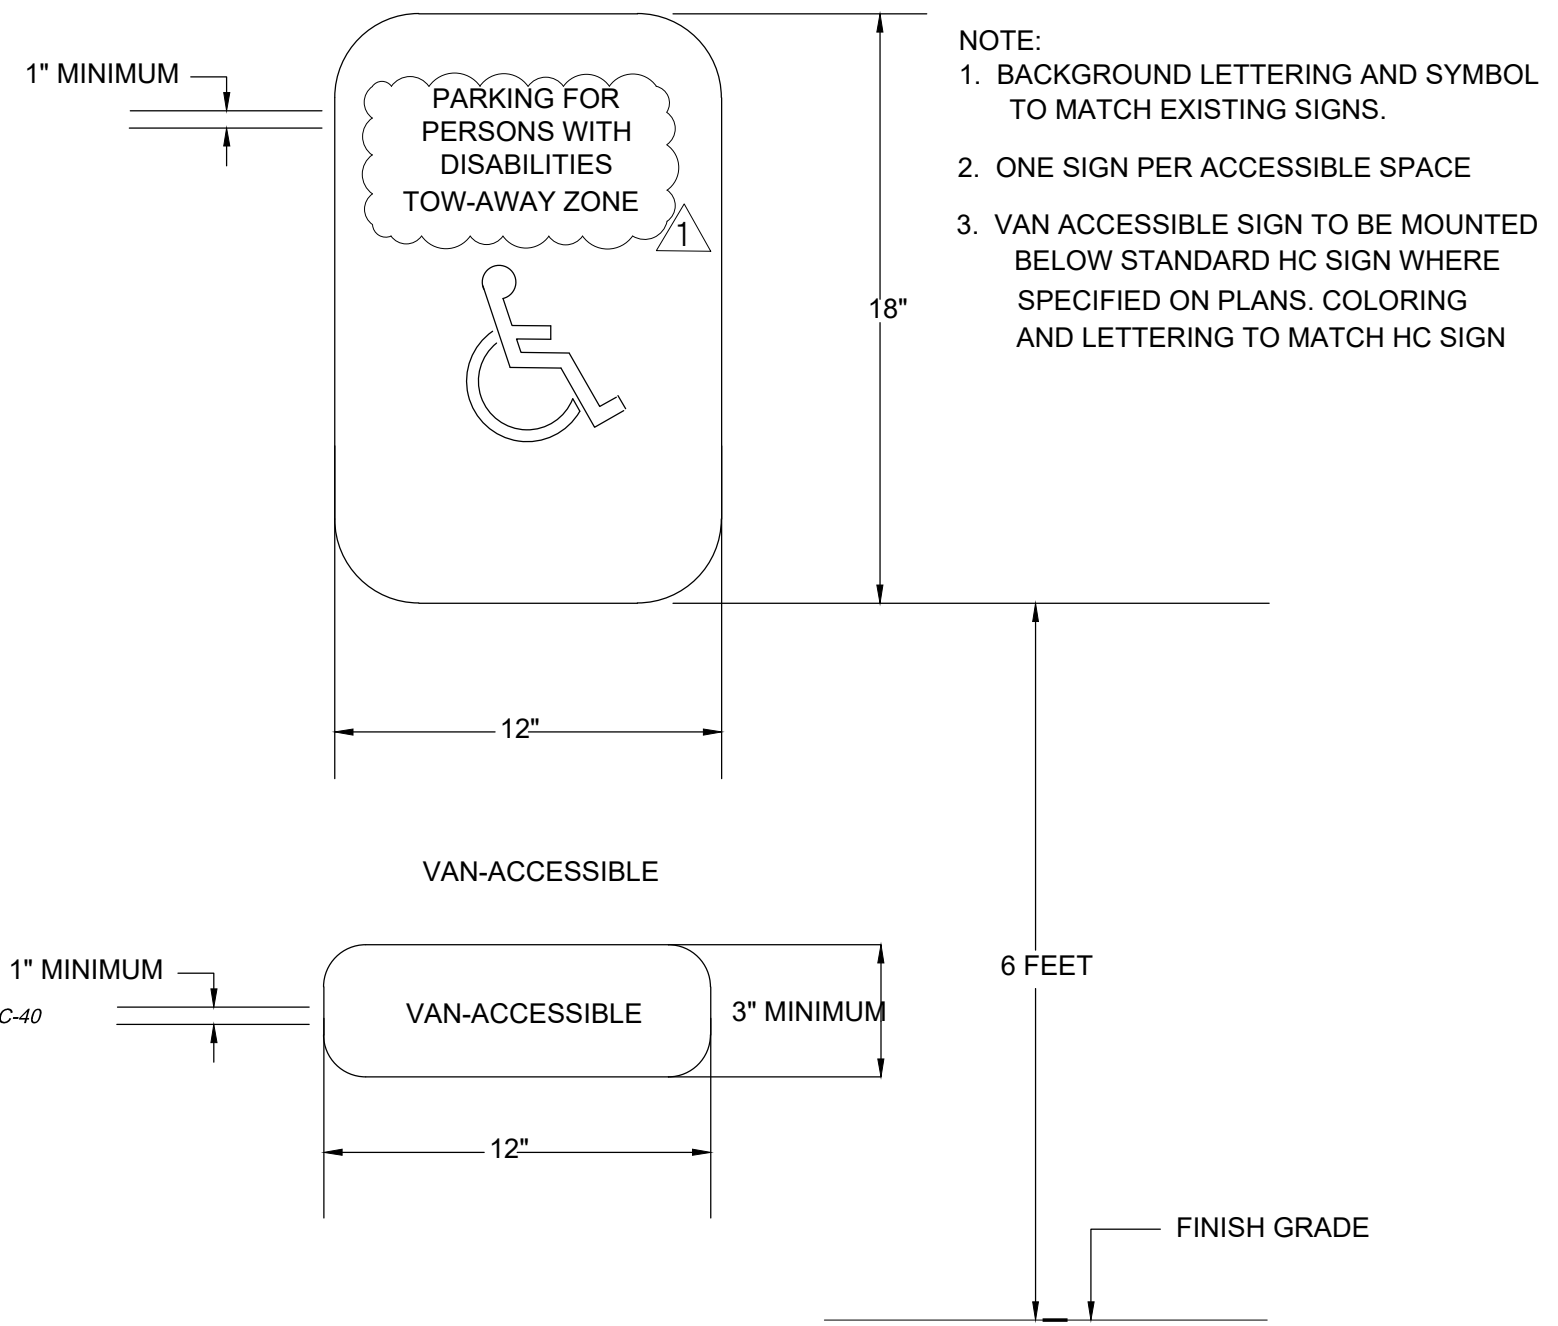 1" MINIMUM
PARKING FOR
PERSONS WITH
DISABILITIES
TOW-AWAY ZONE
1
18"
NOTE:
1. BACKGROUND LETTERING AND SYMBOL
TO MATCH EXISTING SIGNS.
2. ONE SIGN PER ACCESSIBLE SPACE
3. VAN ACCESSIBLE SIGN TO BE MOUNTED
BELOW STANDARD HC SIGN WHERE
SPECIFIED ON PLANS. COLORING
AND LETTERING TO MATCH HC SIGN
12"
VAN-ACCESSIBLE
1" MINIMUM
C-40
VAN-ACCESSIBLE
3" MINIMUM
6 FEET
12"
FINISH GRADE